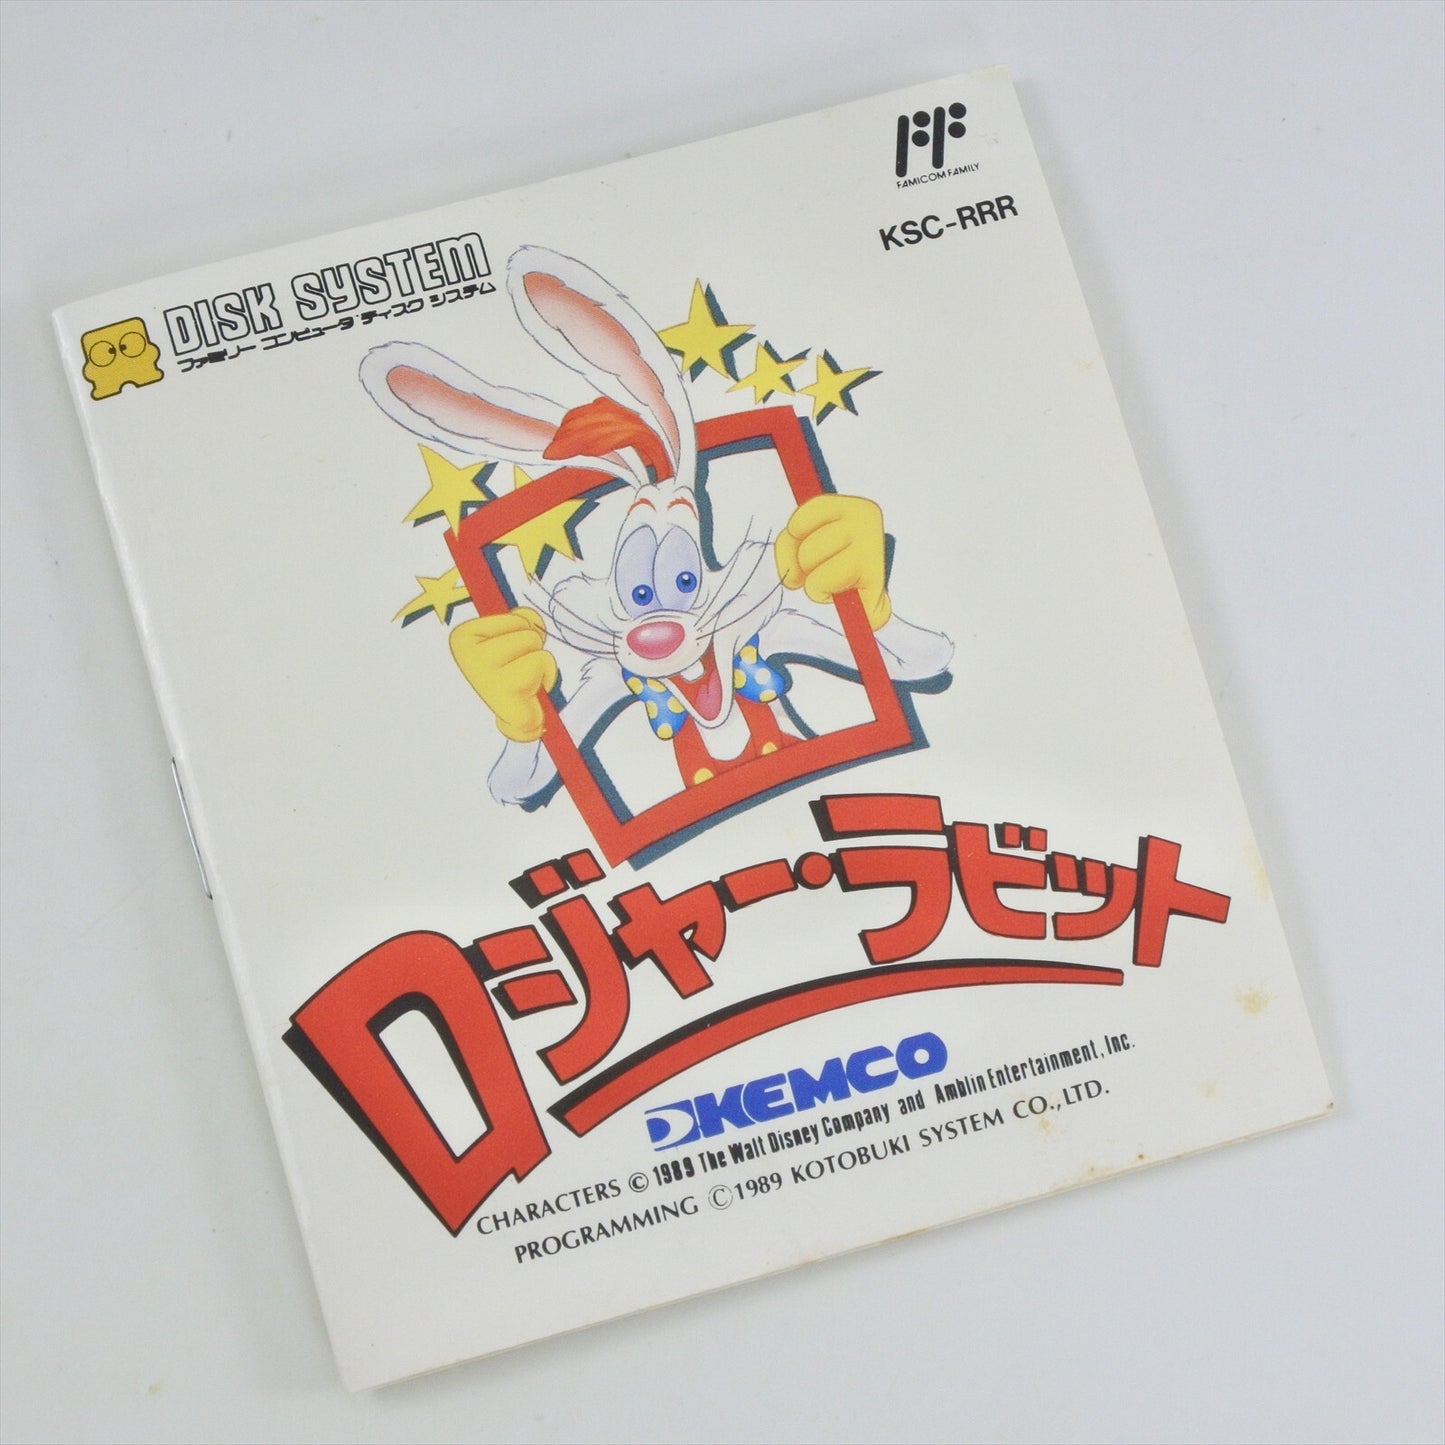 FAMICOM FAMILY
KSC-RRR
DISK SYSTEM
ファミリー コンピュータ ディスク システム
ロジャー・ラビット
KEMCO
CHARACTERS © 1989 The Walt Disney Company and Amblin Entertainment, Inc.
PROGRAMMING ©1989 KOTOBUKI SYSTEM CO.,LTD.